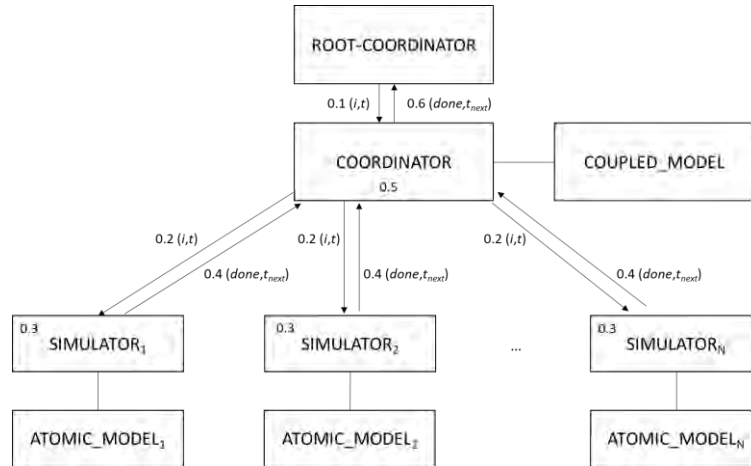 ROOT-COORDINATOR
0.1 (i,t)
0.6 (done,tnext)
COORDINATOR
0.5
COUPLED_MODEL
0.2 (i,t)
0.2 (i,t)
0.2 (i,t)
0.4 (done,tnext)
0.4 (done,tnext)
0.4 (done,tnext)
0.3
SIMULATOR1
0.3
SIMULATOR2
...
0.3
SIMULATORN
ATOMIC_MODEL1
ATOMIC_MODEL2
ATOMIC_MODELN